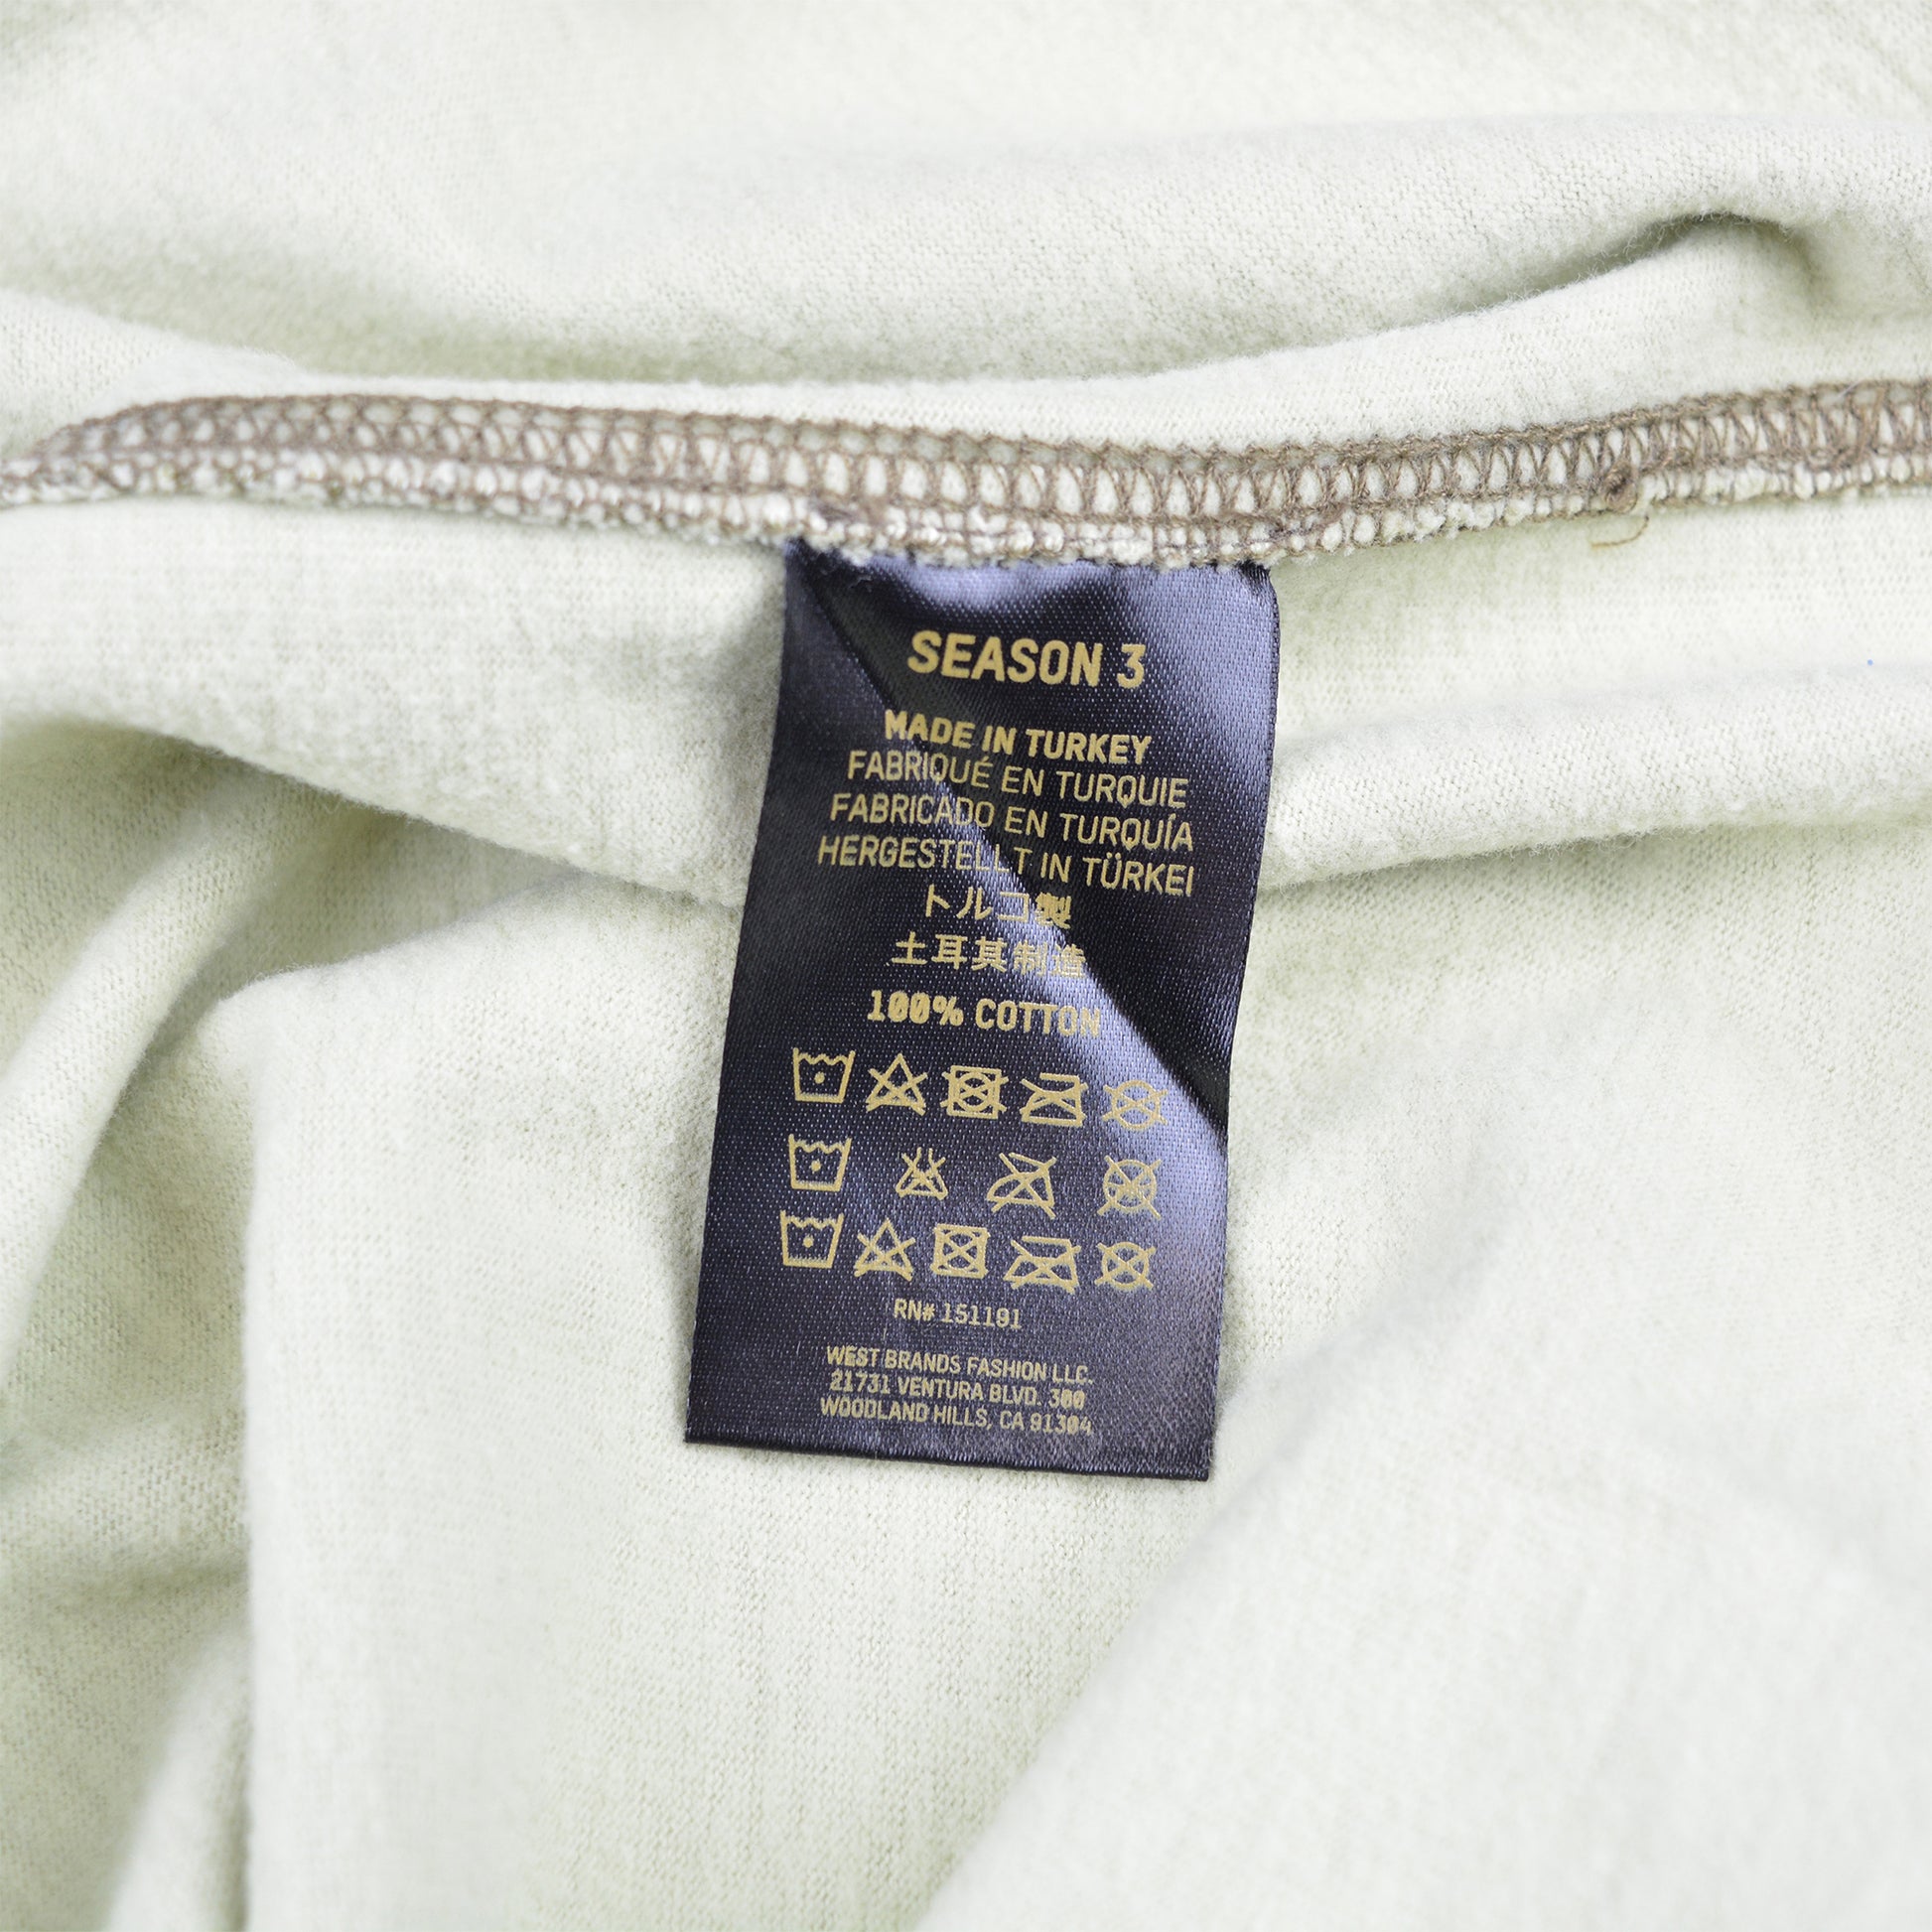 SEASON 3
MADE IN TURKEY
FABRIQUÉ EN TURQUIE
FABRICADO EN TURQUÍA
HERGESTELLT IN TÜRKEI
トルコ製
土耳其制造
100% COTTON
RN# 151191
WEST BRANDS FASHION LLC.
21731 VENTURA BLVD. 300
WOODLAND HILLS, CA 91304